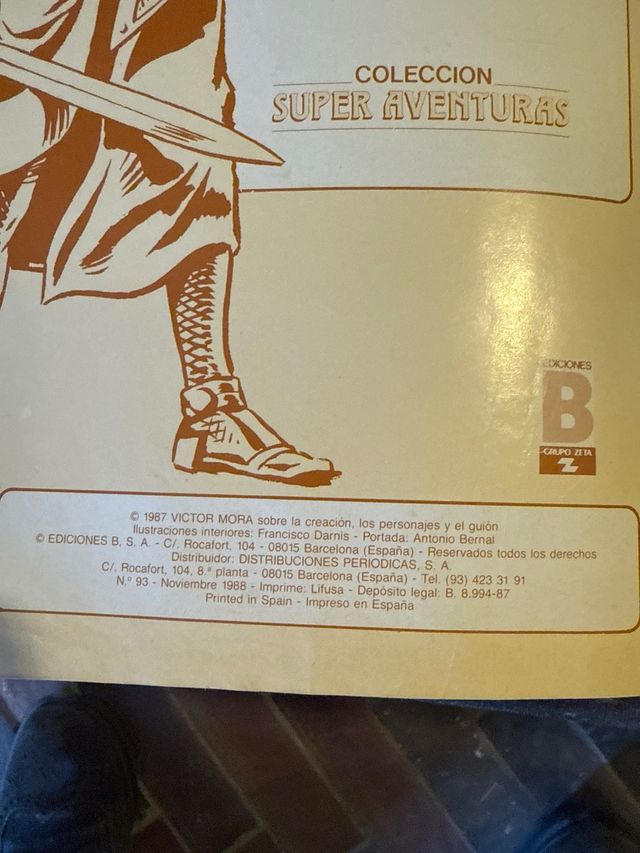 COLECCION
SUPER AVENTURAS
EDICIONES
B
GRUPO ZETA
Z
© 1987 VICTOR MORA sobre la creación, los personajes y el guión
Ilustraciones interiores: Francisco Darnis - Portada: Antonio Bernal
© EDICIONES B, S. A. - C/. Rocafort, 104 - 08015 Barcelona (España) - Reservados todos los derechos
Distribuidor: DISTRIBUCIONES PERIODICAS, S. A.
C/. Rocafort, 104, 8.ª planta - 08015 Barcelona (España) - Tel. (93) 423 31 91
N.º 93 - Noviembre 1988 - Imprime: Lifusa - Depósito legal: B. 8.994-87
Printed in Spain - Impreso en España